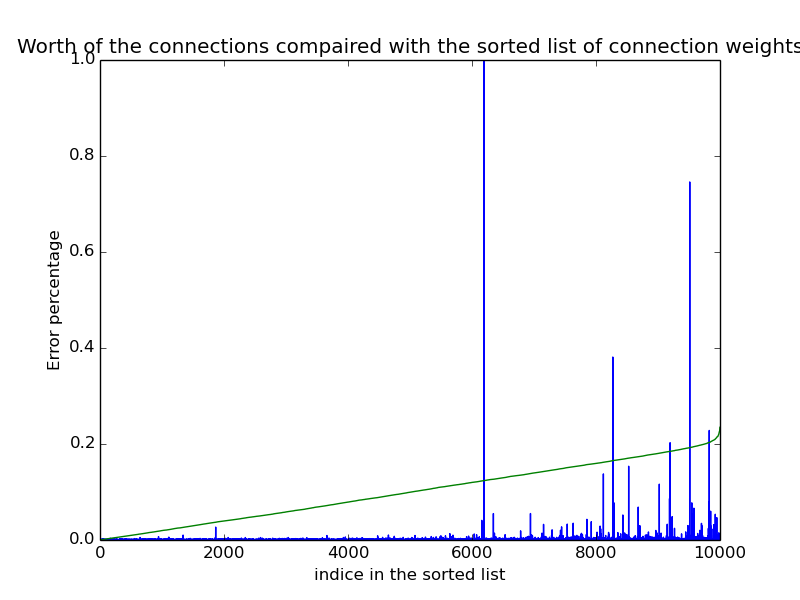 Worth of the connections compaired with the sorted list of connection weights
1.0
0.8
0.6
0.4
0.2
0.0
Error percentage
0 2000 4000 6000 8000 10000
indice in the sorted list